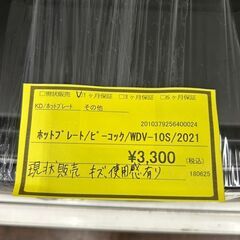 □現状販売 ☑1ヶ月保証 □3ヶ月保証 □6ヶ月保証
KD/ホットプレート その他
2010379256400024
ホットプレート/ピーコック/WDV-10S/2021
¥3,300 (税込)
現状販売 キズ使用感有り
180625